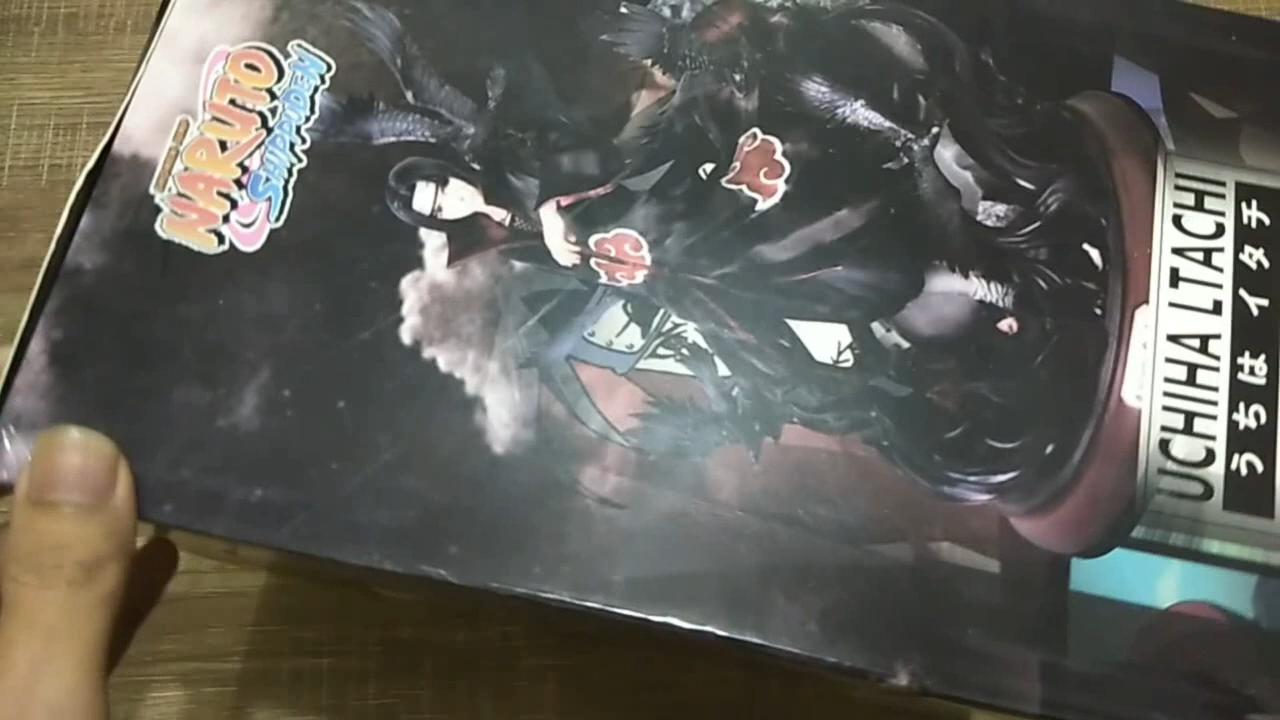 NARUTO
SHIPPUDEN
UCHIHA LTACHI
うちは イタチ